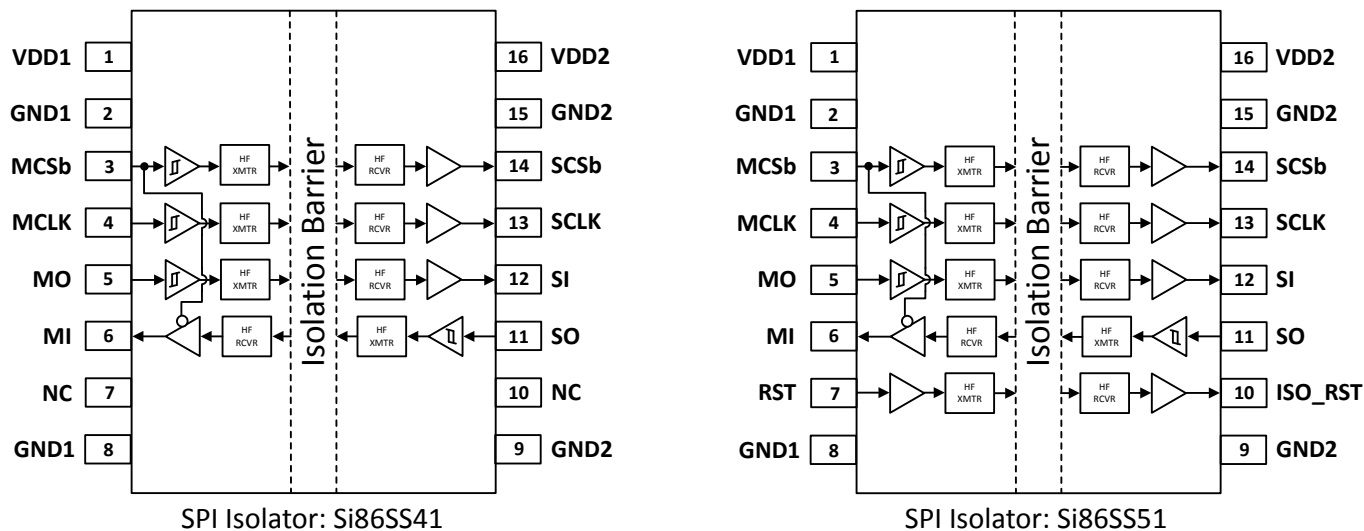 VDD1 1 16 VDD2
GND1 2 15 GND2
MCSb 3 HF XMTR HF RCVR 14 SCSb
MCLK 4 HF XMTR HF RCVR 13 SCLK
MO 5 HF XMTR HF RCVR 12 SI
MI 6 HF RCVR HF XMTR 11 SO
NC 7 10 NC
GND1 8 9 GND2
Isolation Barrier
SPI Isolator: Si86SS41
VDD1 1 16 VDD2
GND1 2 15 GND2
MCSb 3 HF XMTR HF RCVR 14 SCSb
MCLK 4 HF XMTR HF RCVR 13 SCLK
MO 5 HF XMTR HF RCVR 12 SI
MI 6 HF RCVR HF XMTR 11 SO
RST 7 HF XMTR HF RCVR 10 ISO_RST
GND1 8 9 GND2
Isolation Barrier
SPI Isolator: Si86SS51